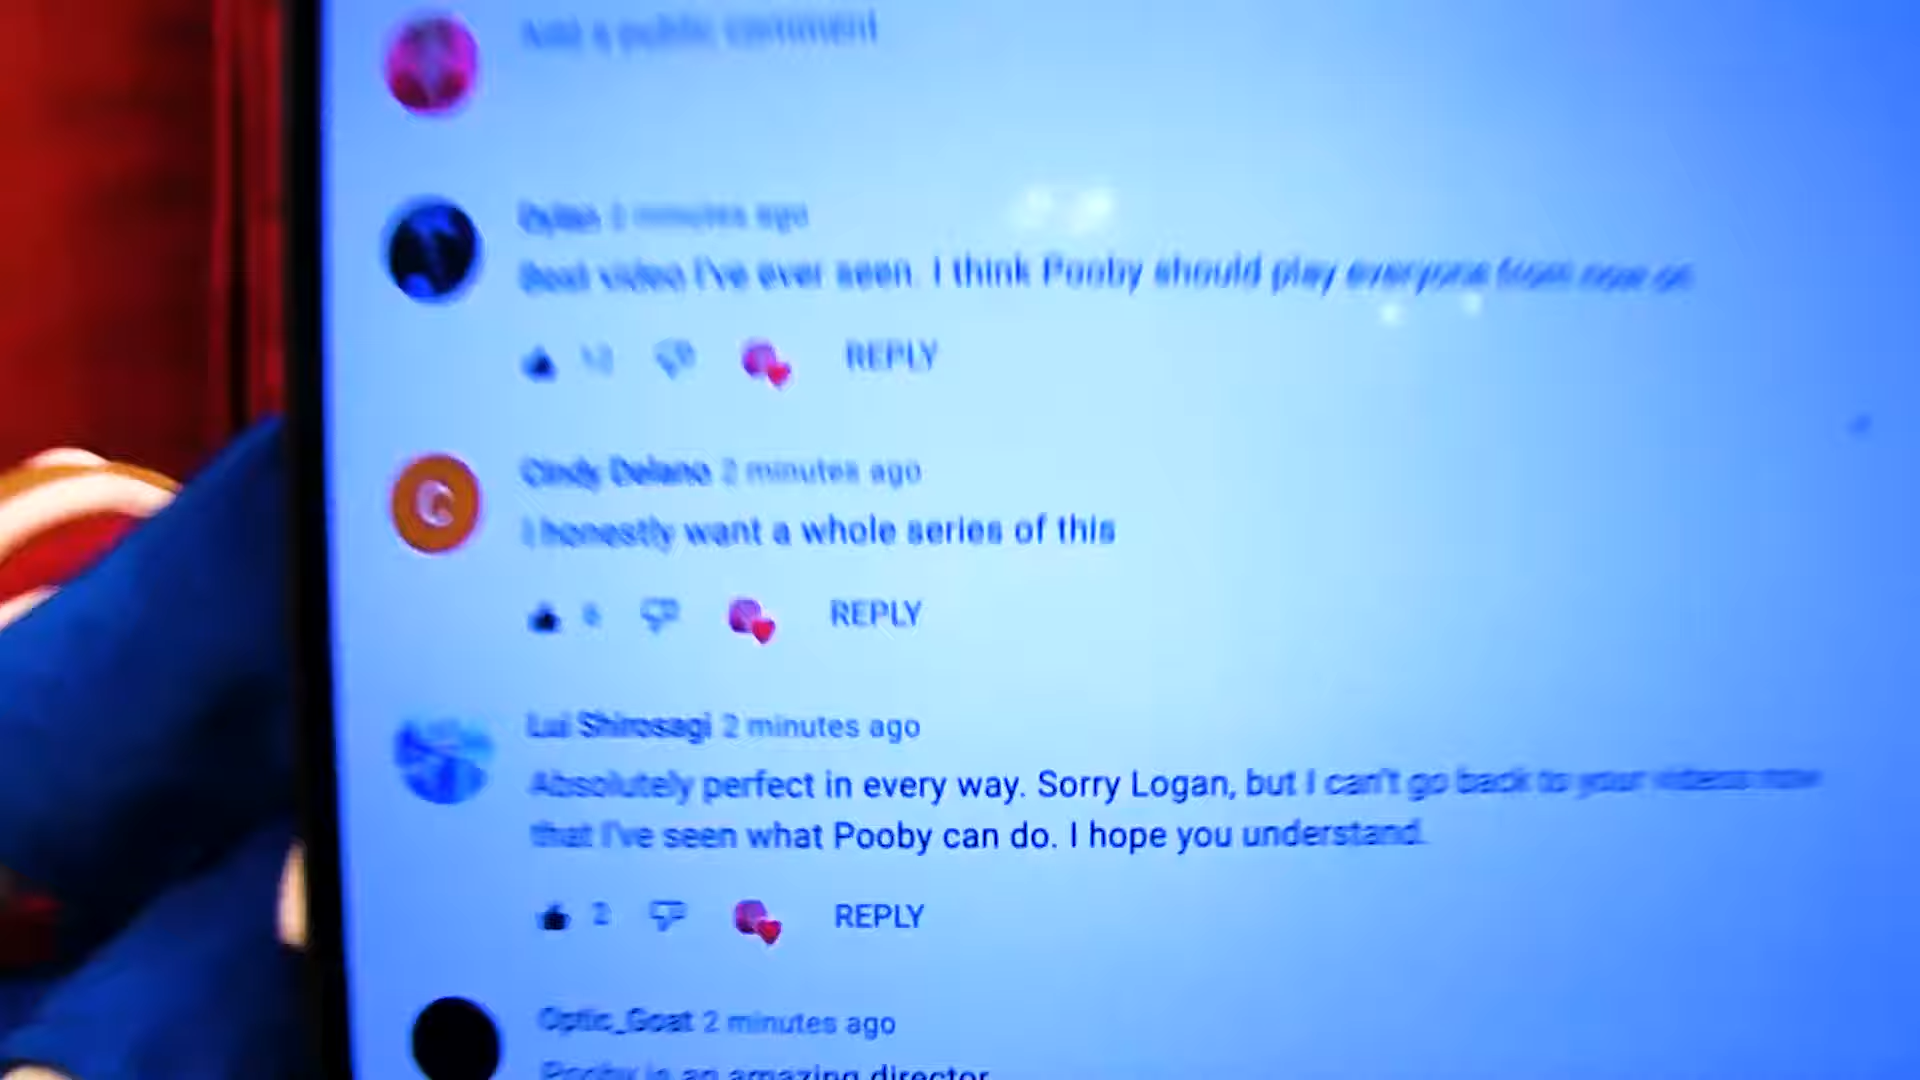 Add a public comment
Dylan 2 minutes ago
Best video I've ever seen. I think Pooby should play everyone from now on
12 REPLY
Cindy Delano 2 minutes ago
I honestly want a whole series of this
6 REPLY
Lui Shirosagi 2 minutes ago
Absolutely perfect in every way. Sorry Logan, but I can't go back to your videos now
that I've seen what Pooby can do. I hope you understand.
2 REPLY
Optic_Goat 2 minutes ago
Pooby is an amazing director